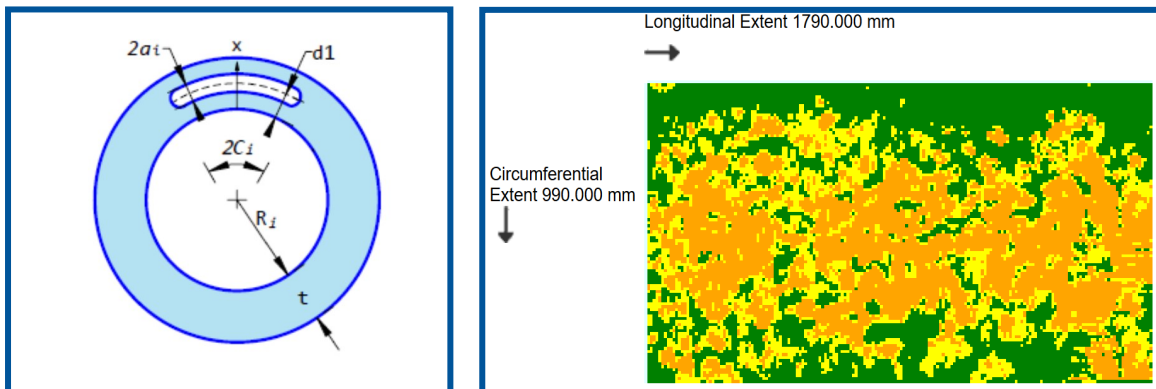 2ai
x
d1
2Ci
Ri
t
Longitudinal Extent 1790.000 mm
Circumferential
Extent 990.000 mm